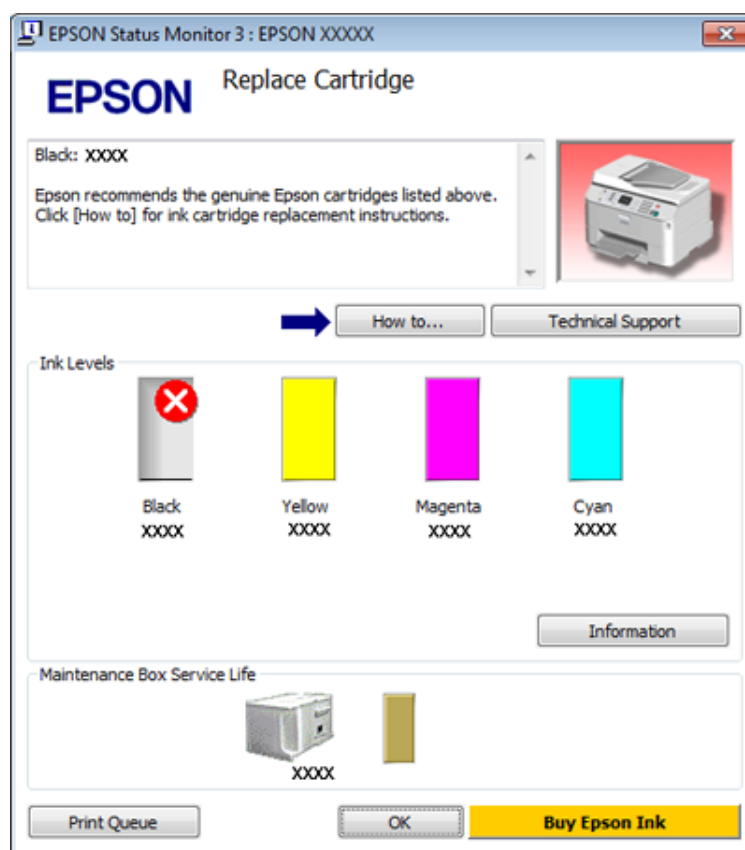 EPSON Status Monitor 3 : EPSON XXXXX
EPSON
Replace Cartridge
Black: XXXX
Epson recommends the genuine Epson cartridges listed above.
Click [How to] for ink cartridge replacement instructions.
How to... Technical Support
Ink Levels
Black Yellow Magenta Cyan
XXXX XXXX XXXX XXXX
Information
Maintenance Box Service Life
XXXX
Print Queue OK Buy Epson Ink